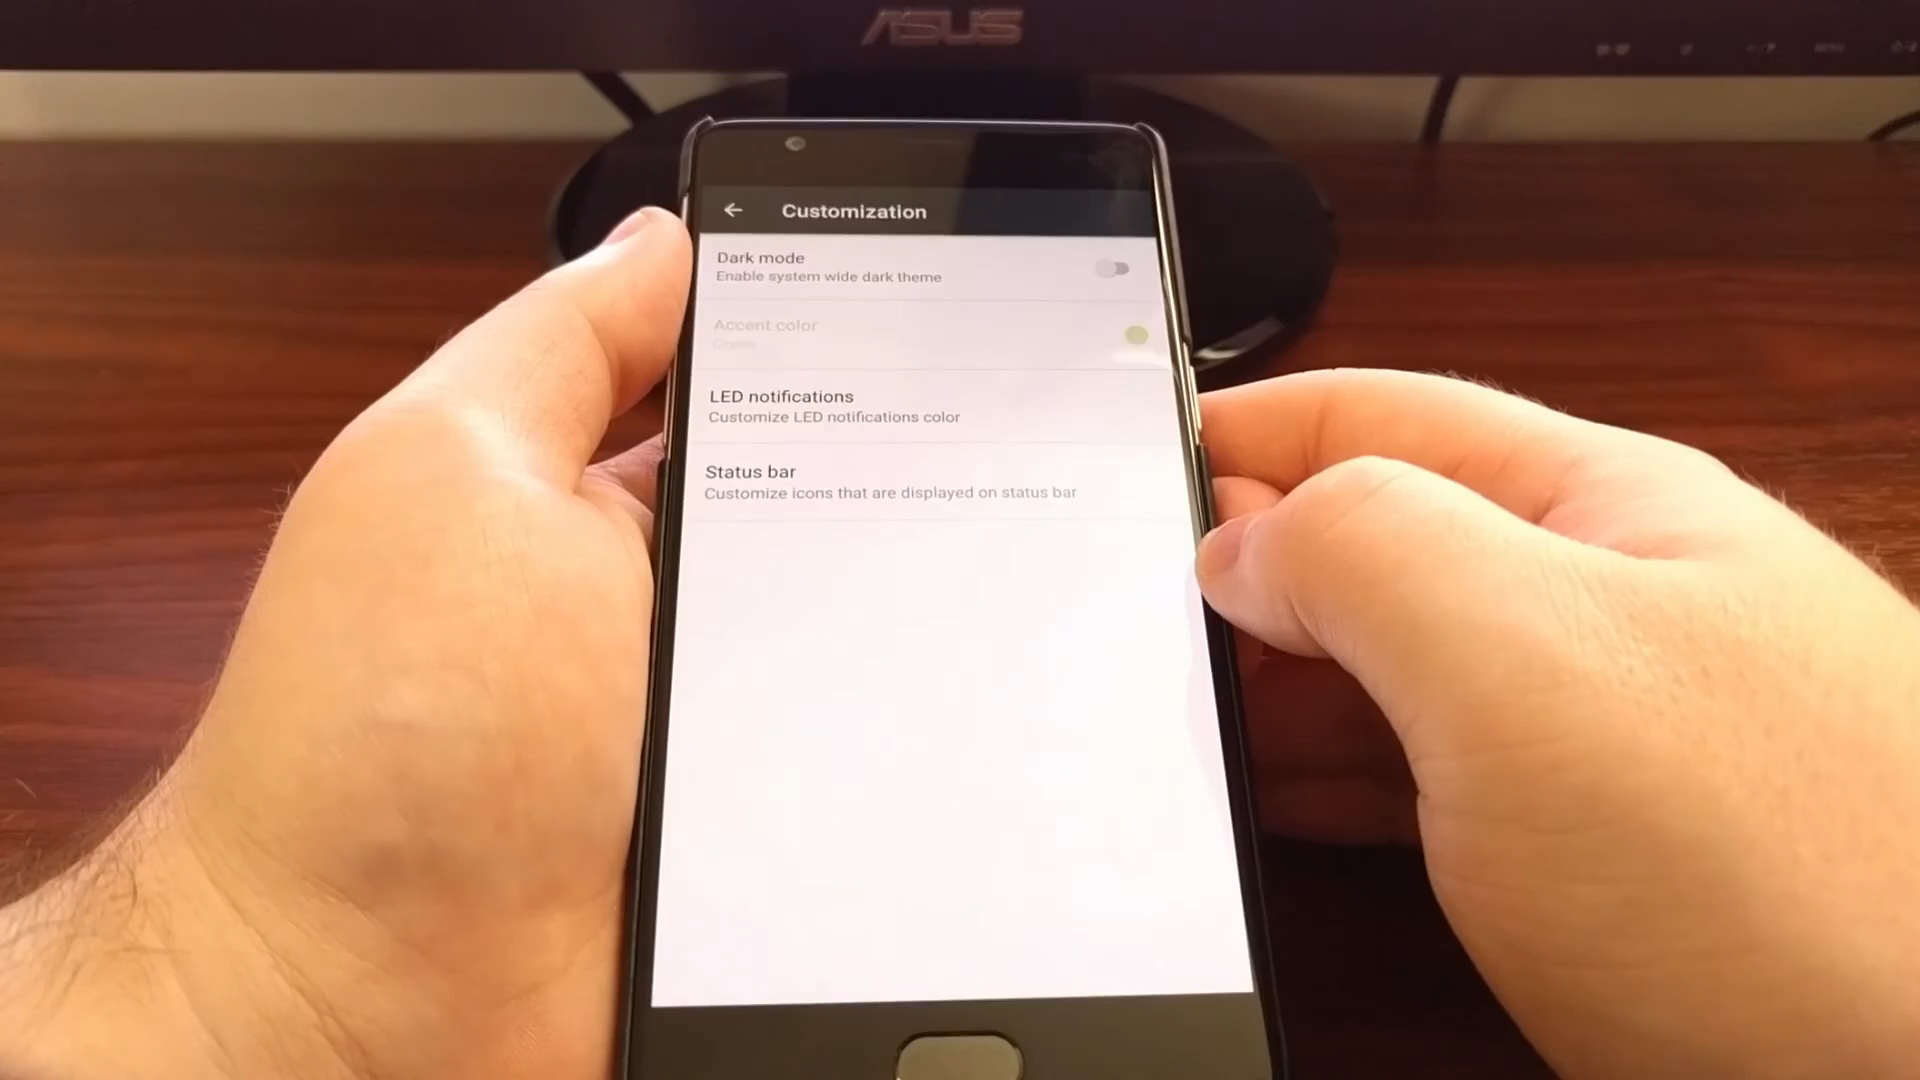 ASUS
Customization
Dark mode
Enable system wide dark theme
Accent color
Green
LED notifications
Customize LED notifications color
Status bar
Customize icons that are displayed on status bar